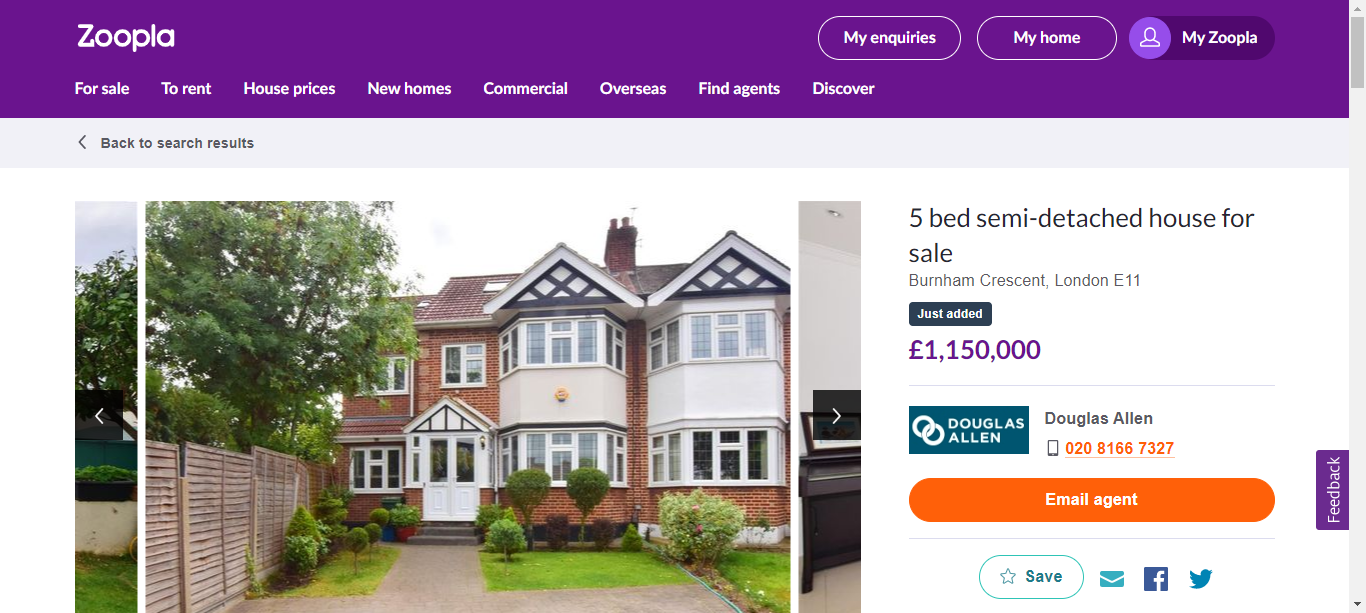 Zoopla
My enquiries
My home
My Zoopla
For sale
To rent
House prices
New homes
Commercial
Overseas
Find agents
Discover
Back to search results
5 bed semi-detached house for
sale
Burnham Crescent, London E11
Just added
£1,150,000
DOUGLAS
ALLEN
Douglas Allen
020 8166 7327
Email agent
Feedback
Save